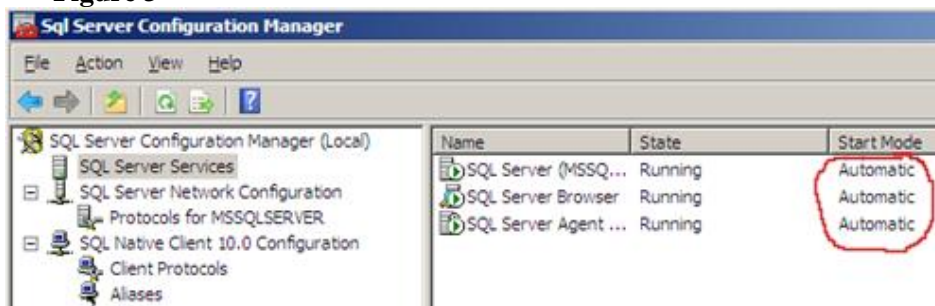 Sql Server Configuration Manager
File Action View Help
SQL Server Configuration Manager (Local)
SQL Server Services
SQL Server Network Configuration
Protocols for MSSQLSERVER
SQL Native Client 10.0 Configuration
Client Protocols
Aliases
Name State Start Mode
SQL Server (MSSQ... Running Automatic
SQL Server Browser Running Automatic
SQL Server Agent ... Running Automatic